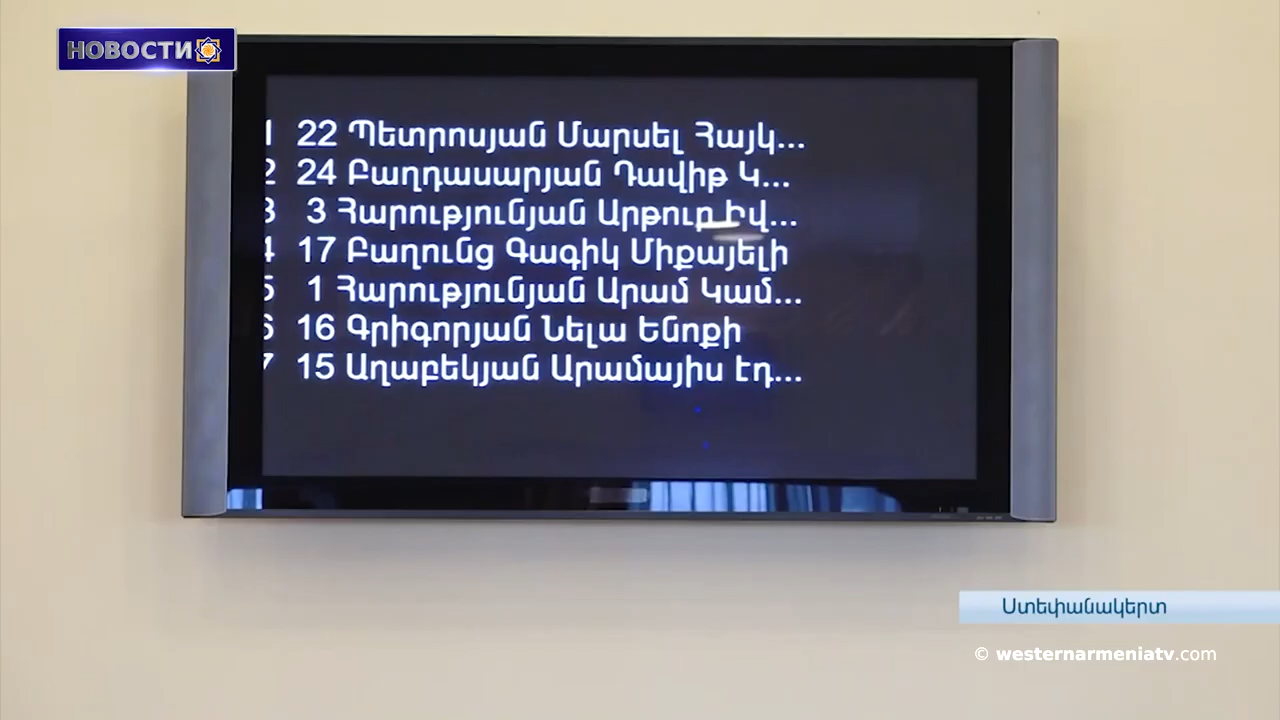 НОВОСТИ
1 22 Պետրոսյան Մարսել Հայկ...
2 24 Բաղդասարյան Դավիթ Կ...
3 3 Հարությունյան Արթուր Իվ...
4 17 Բաղունց Գագիկ Միքայելի
5 1 Հարությունյան Արամ Կամ...
6 16 Գրիգորյան Նելա Ենոքի
7 15 Աղաբեկյան Արամայիս Էդ...
Ստեփանակերտ
© westernarmeniatv.com